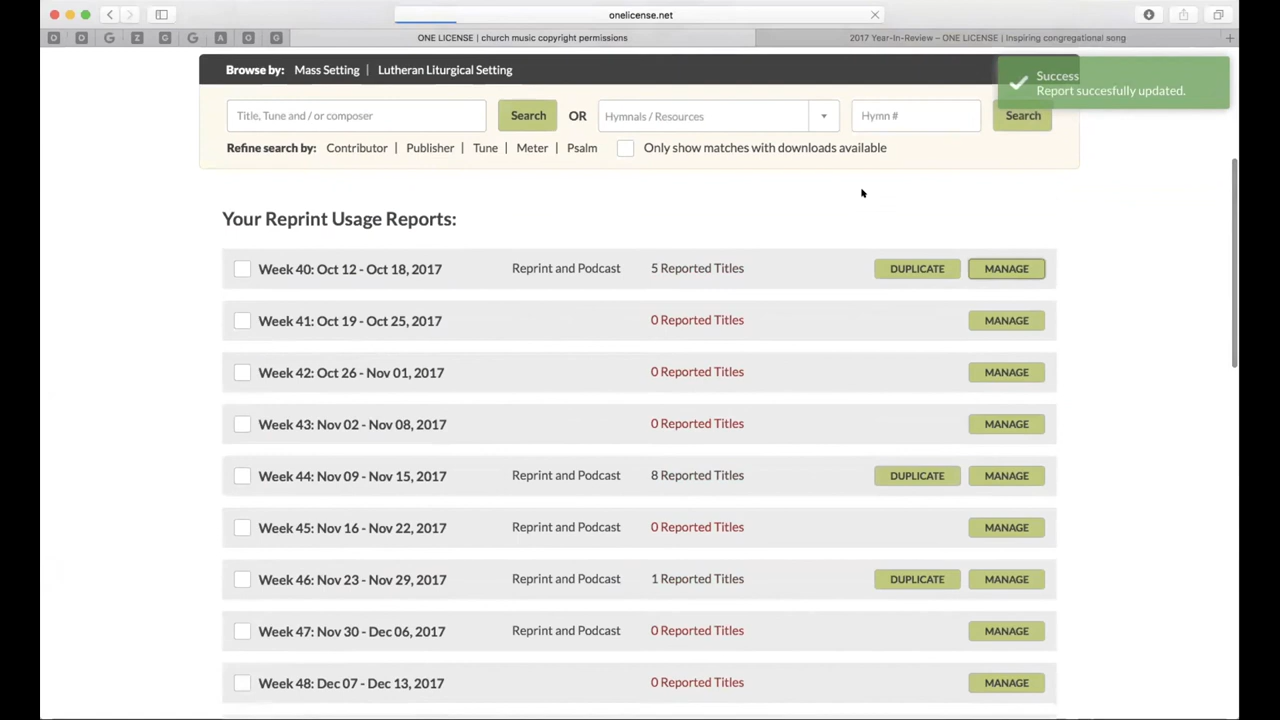 onelicense.net
ONE LICENSE | church music copyright permissions
2017 Year-In-Review – ONE LICENSE | Inspiring congregational song
Browse by: Mass Setting | Lutheran Liturgical Setting
Success
Report succesfully updated.
Title, Tune and / or composer Search OR Hymnals / Resources Hymn # Search
Refine search by: Contributor | Publisher | Tune | Meter | Psalm Only show matches with downloads available
Your Reprint Usage Reports:
Week 40: Oct 12 - Oct 18, 2017 Reprint and Podcast 5 Reported Titles DUPLICATE MANAGE
Week 41: Oct 19 - Oct 25, 2017 0 Reported Titles MANAGE
Week 42: Oct 26 - Nov 01, 2017 0 Reported Titles MANAGE
Week 43: Nov 02 - Nov 08, 2017 0 Reported Titles MANAGE
Week 44: Nov 09 - Nov 15, 2017 Reprint and Podcast 8 Reported Titles DUPLICATE MANAGE
Week 45: Nov 16 - Nov 22, 2017 Reprint and Podcast 0 Reported Titles MANAGE
Week 46: Nov 23 - Nov 29, 2017 Reprint and Podcast 1 Reported Titles DUPLICATE MANAGE
Week 47: Nov 30 - Dec 06, 2017 Reprint and Podcast 0 Reported Titles MANAGE
Week 48: Dec 07 - Dec 13, 2017 0 Reported Titles MANAGE